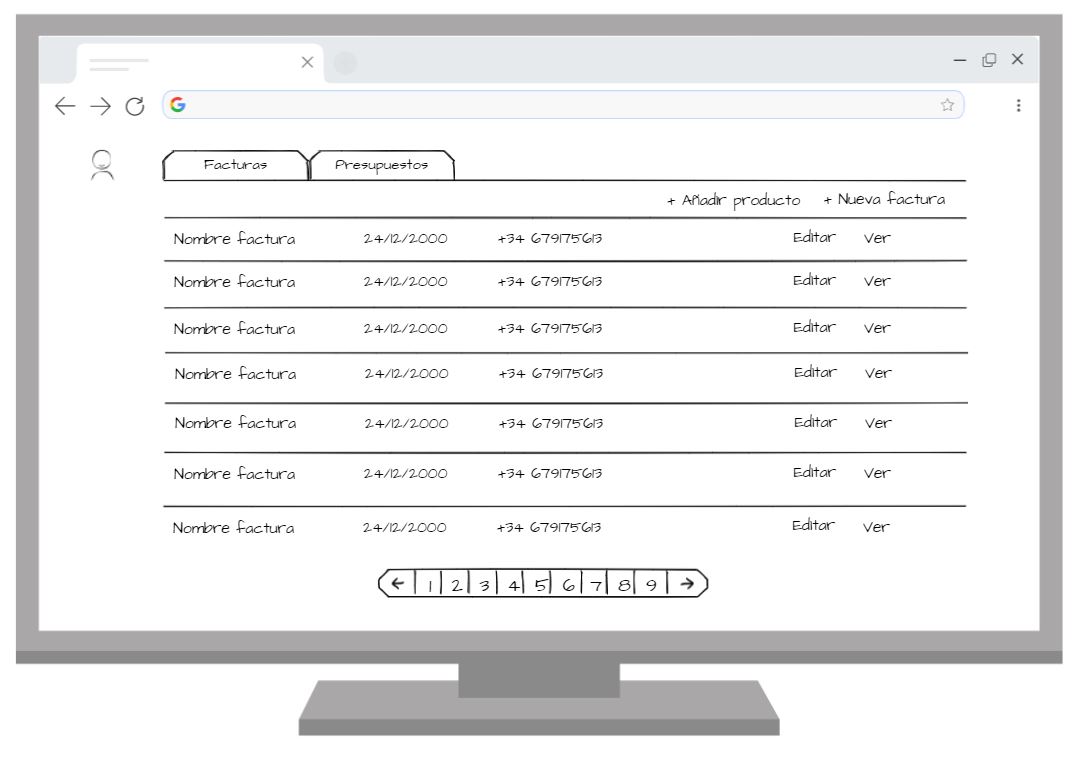 Facturas Presupuestos
+ Añadir producto + Nueva factura
Nombre factura 24/12/2000 +34 679175613 Editar Ver
Nombre factura 24/12/2000 +34 679175613 Editar Ver
Nombre factura 24/12/2000 +34 679175613 Editar Ver
Nombre factura 24/12/2000 +34 679175613 Editar Ver
Nombre factura 24/12/2000 +34 679175613 Editar Ver
Nombre factura 24/12/2000 +34 679175613 Editar Ver
Nombre factura 24/12/2000 +34 679175613 Editar Ver
← 1 2 3 4 5 6 7 8 9 →